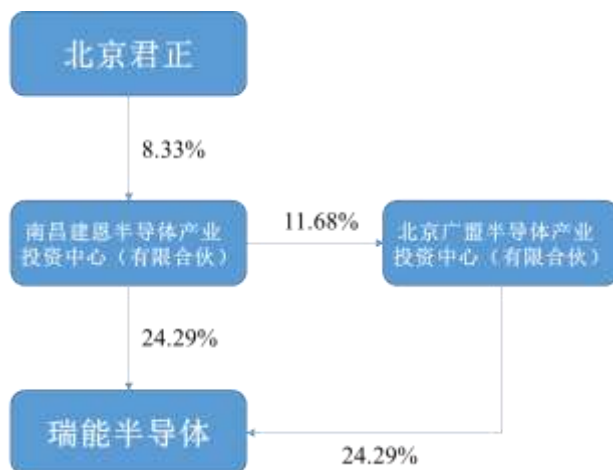 北京君正
8.33%
南昌建恩半导体产业
投资中心（有限合伙）
11.68%
北京广盟半导体产业
投资中心（有限合伙）
24.29%
瑞能半导体
24.29%